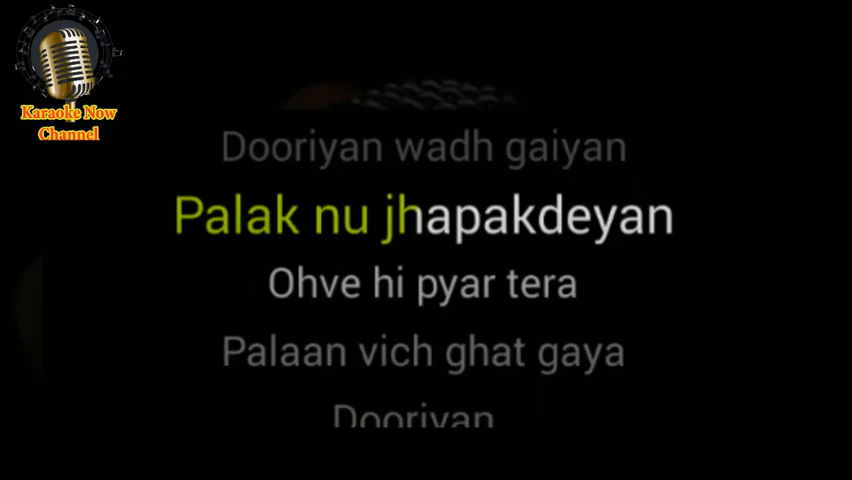 Karaoke Now
Channel
Dooriyan wadh gaiyan
Palak nu jhapakdeyan
Ohve hi pyar tera
Palaan vich ghat gaya
Dooriyan